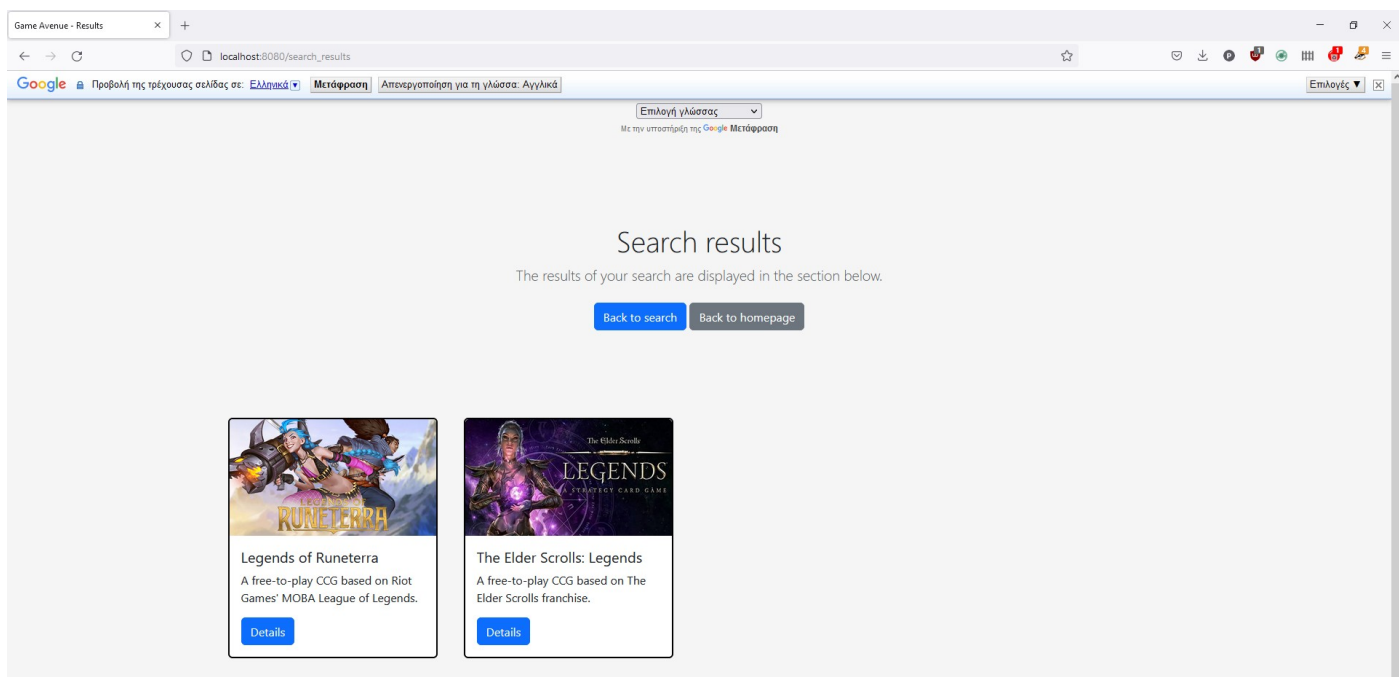 Game Avenue - Results
localhost:8080/search_results
Google Προβολή της τρέχουσας σελίδας σε: Ελληνικά Μετάφραση Απενεργοποίηση για τη γλώσσα: Αγγλικά Επιλογές ▼
Επιλογή γλώσσας
Με την υποστήριξη της Google Μετάφραση
Search results
The results of your search are displayed in the section below.
Back to search Back to homepage
LEGENDS OF
RUNETERRA
Legends of Runeterra
A free-to-play CCG based on Riot
Games' MOBA League of Legends.
Details
The Elder Scrolls
LEGENDS
A STRATEGY CARD GAME
The Elder Scrolls: Legends
A free-to-play CCG based on The
Elder Scrolls franchise.
Details